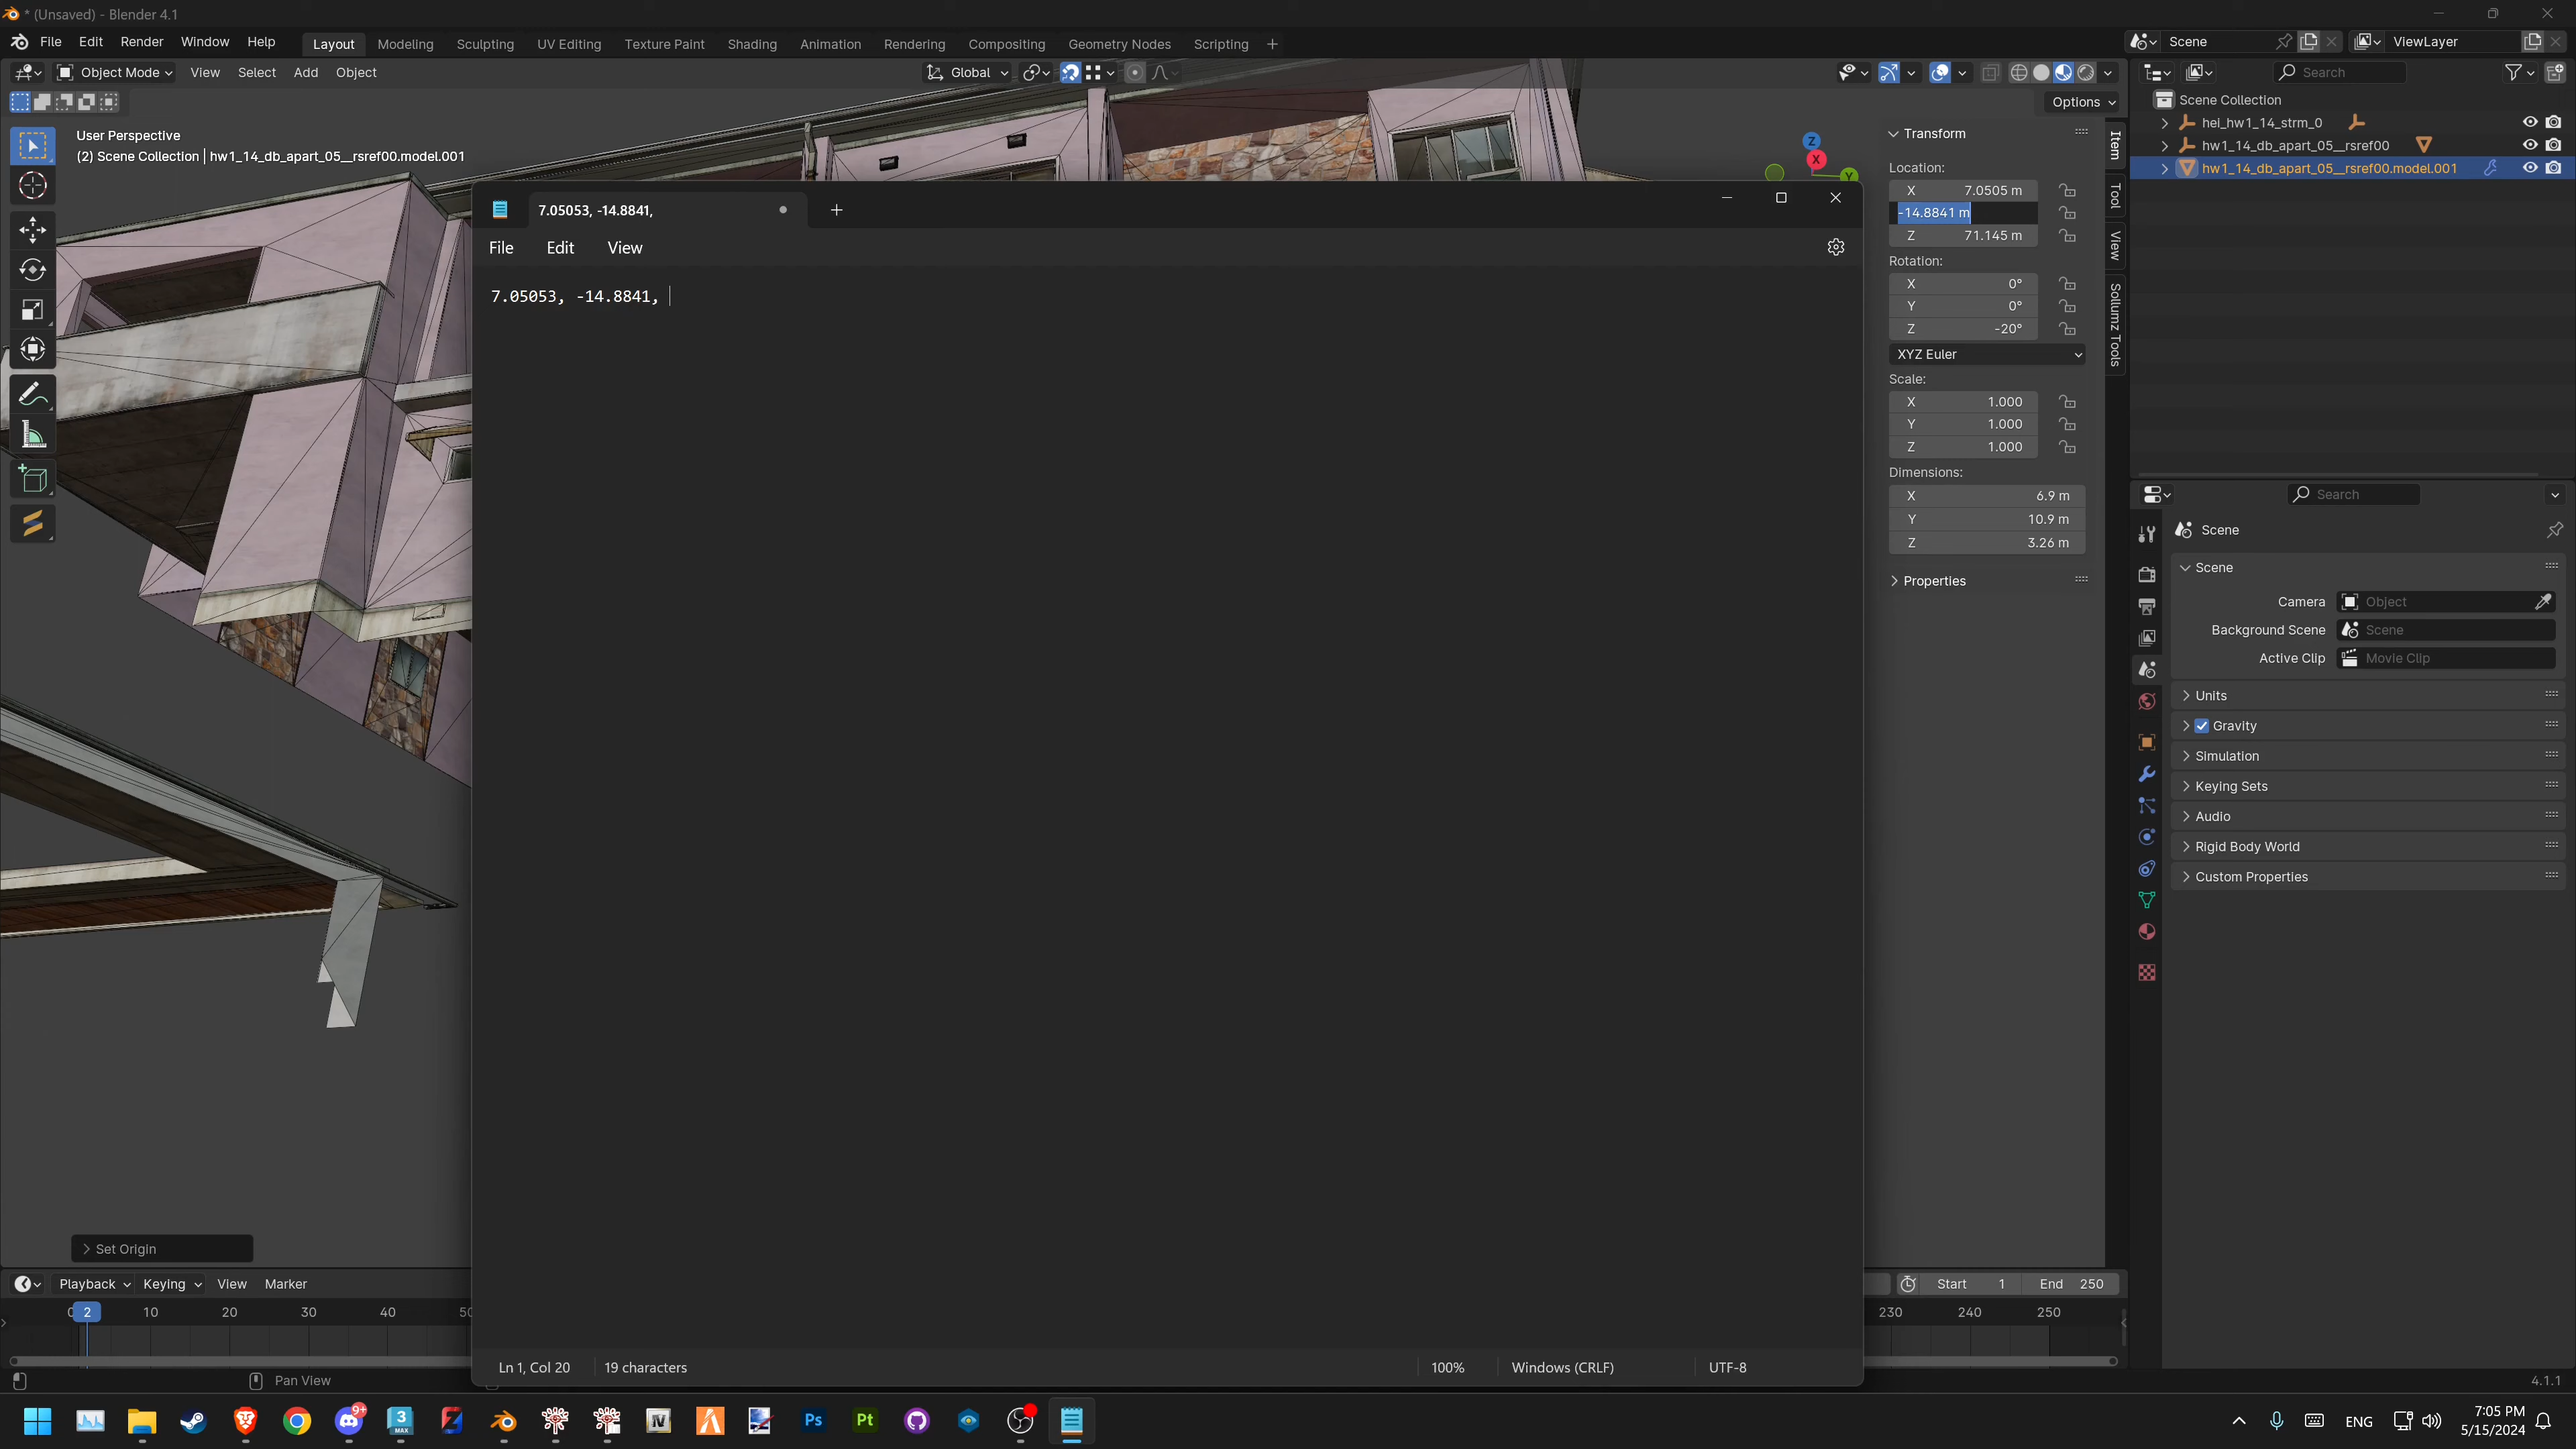 * (Unsaved) - Blender 4.1
File Edit Render Window Help Layout Modeling Sculpting UV Editing Texture Paint Shading Animation Rendering Compositing Geometry Nodes Scripting + Scene ViewLayer
Object Mode View Select Add Object Global Search
Options
User Perspective
(2) Scene Collection | hw1_14_db_apart_05__rsref00.model.001
Z
X
Y
Transform
Location:
X 7.0505 m
-14.8841 m
Z 71.145 m
Rotation:
X 0°
Y 0°
Z -20°
XYZ Euler
Scale:
X 1.000
Y 1.000
Z 1.000
Dimensions:
X 6.9 m
Y 10.9 m
Z 3.26 m
Properties
Item
Tool
View
Sollumz Tools
Scene Collection
hei_hw1_14_strm_0
hw1_14_db_apart_05__rsref00
hw1_14_db_apart_05__rsref00.model.001
Search
Scene
Scene
Camera Object
Background Scene Scene
Active Clip Movie Clip
Units
Gravity
Simulation
Keying Sets
Audio
Rigid Body World
Custom Properties
7.05053, -14.8841,
File Edit View
7.05053, -14.8841,
Ln 1, Col 20 19 characters 100% Windows (CRLF) UTF-8
Set Origin
Playback Keying View Marker Start 1 End 250
2 10 20 30 40 230 240 250
Pan View 4.1.1
9+ 3 MAX IV Ps Pt ENG
7:05 PM
5/15/2024